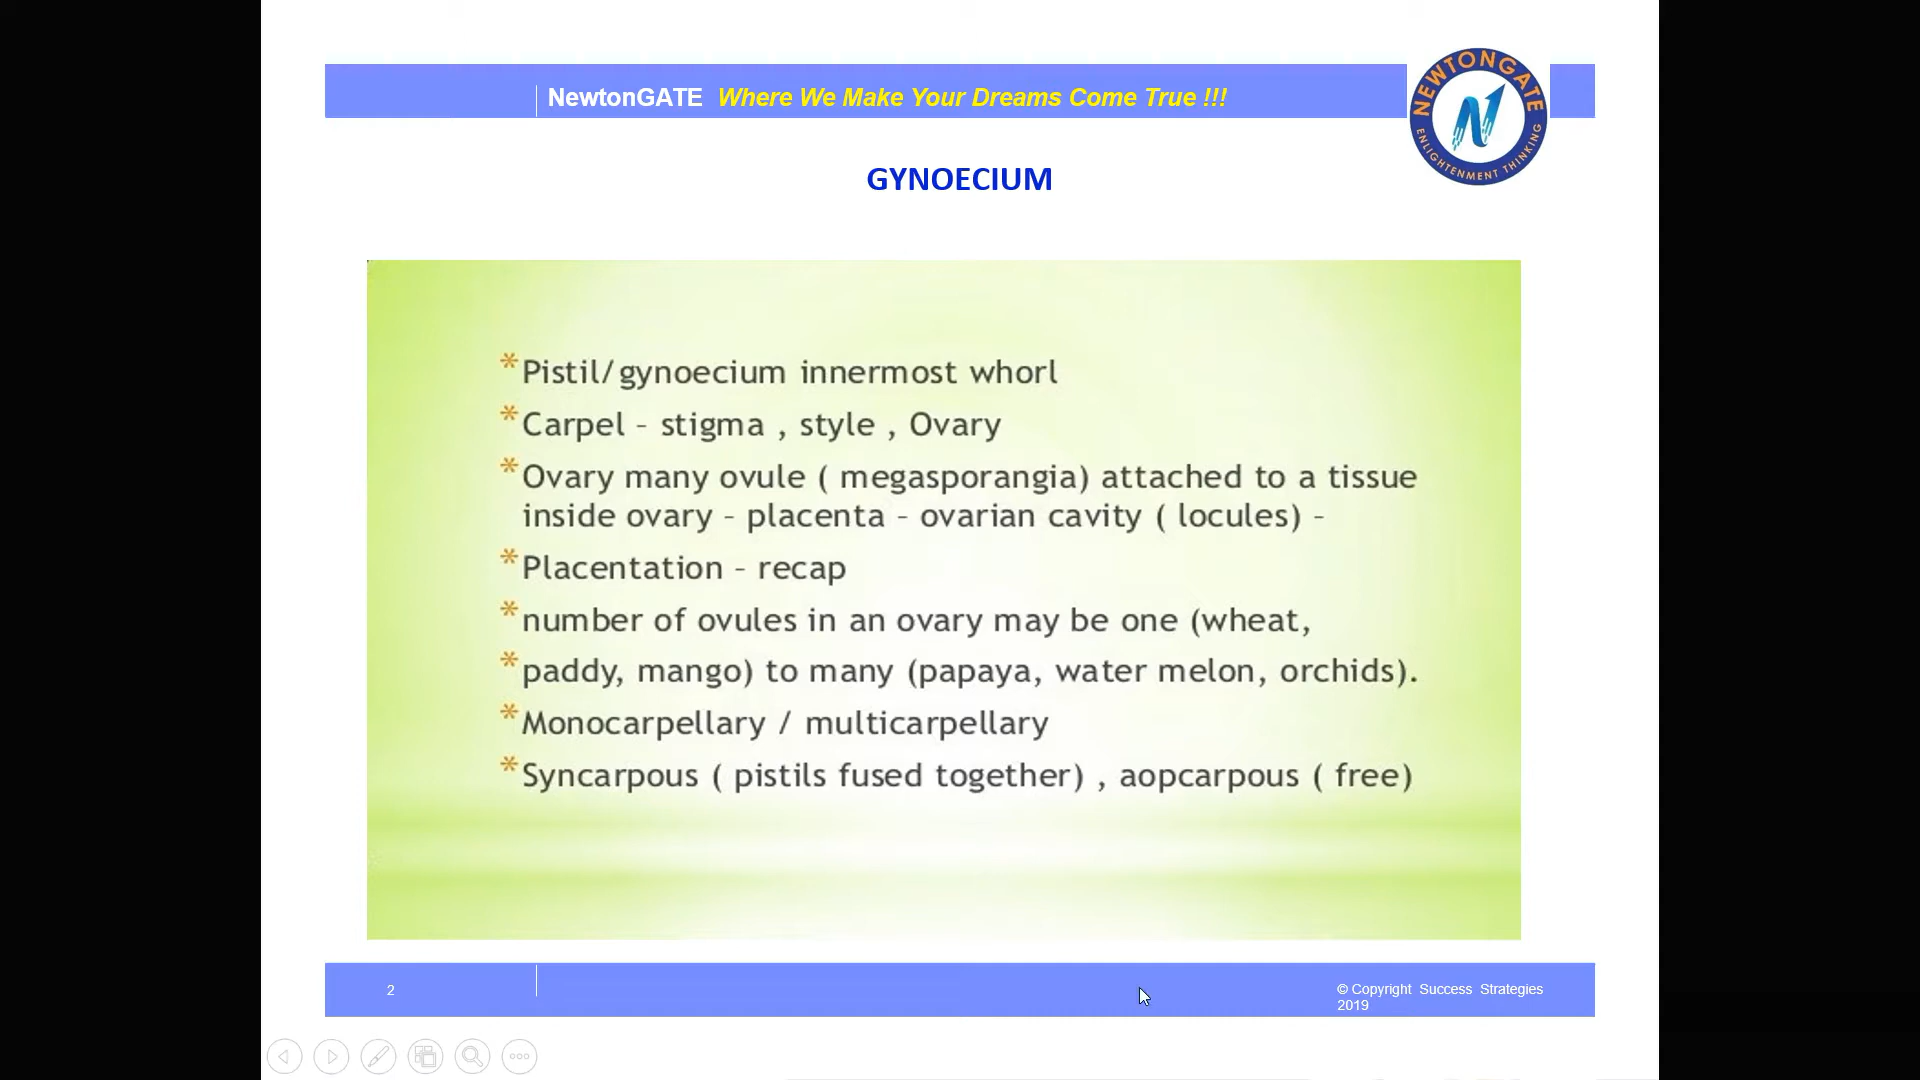 NewtonGATE Where We Make Your Dreams Come True !!!
NEWTONGATE
ENLIGHTENMENT THINKING
N
GYNOECIUM
* Pistil/gynoecium innermost whorl
* Carpel – stigma , style , Ovary
* Ovary many ovule ( megasporangia) attached to a tissue
inside ovary – placenta – ovarian cavity ( locules) –
* Placentation – recap
* number of ovules in an ovary may be one (wheat,
* paddy, mango) to many (papaya, water melon, orchids).
* Monocarpellary / multicarpellary
* Syncarpous ( pistils fused together) , aopcarpous ( free)
2
© Copyright Success Strategies
2019